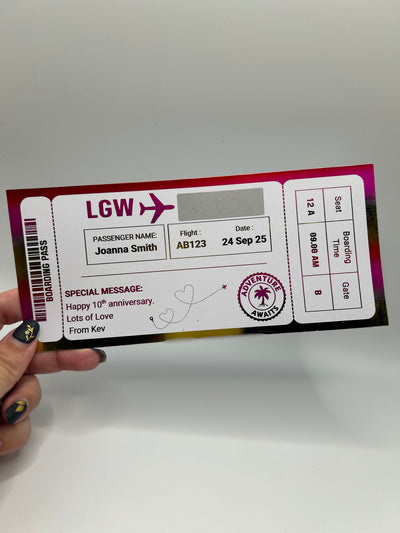 BOARDING PASS
LGW
PASSENGER NAME:
Joanna Smith
Flight :
AB123
Date :
24 Sep 25
SPECIAL MESSAGE:
Happy 10th anniversary.
Lots of Love
From Kev
ADVENTURE
AWAITS
Seat
12 A
Boarding
Time
09.00 AM
Gate
B